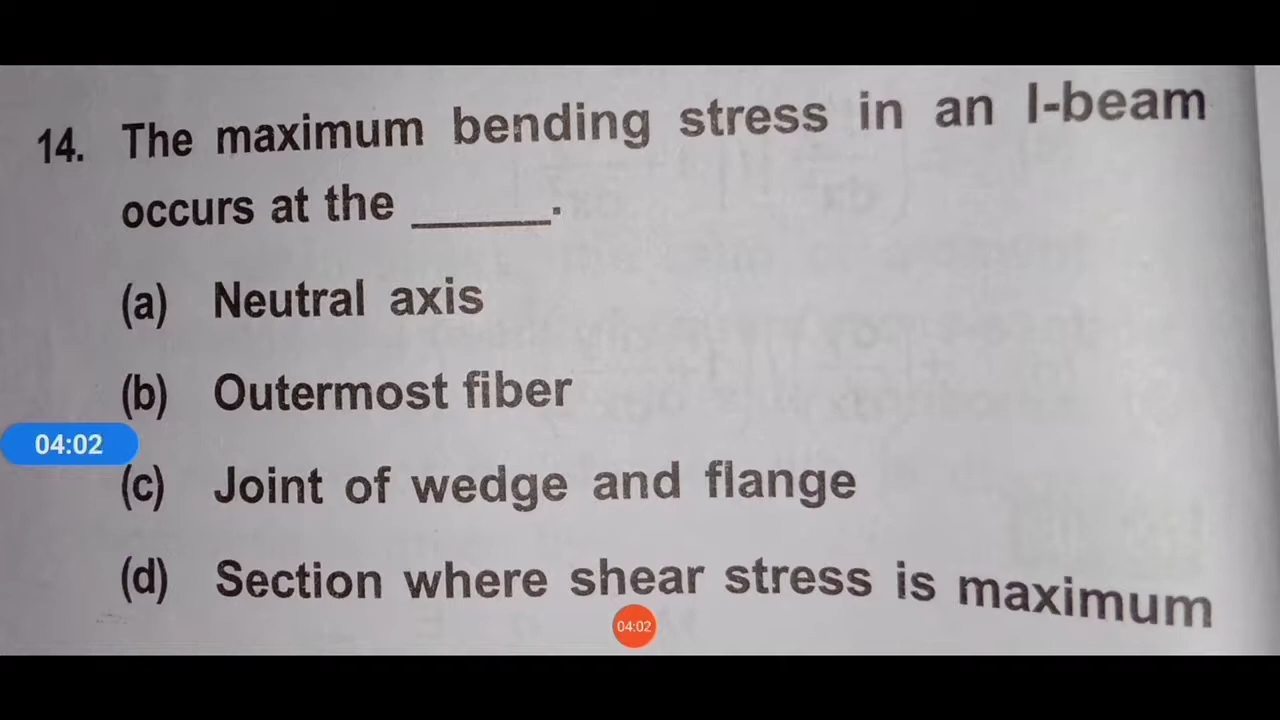 14. The maximum bending stress in an I-beam
occurs at the ______.
(a) Neutral axis
(b) Outermost fiber
04:02
(c) Joint of wedge and flange
(d) Section where shear stress is maximum
04:02